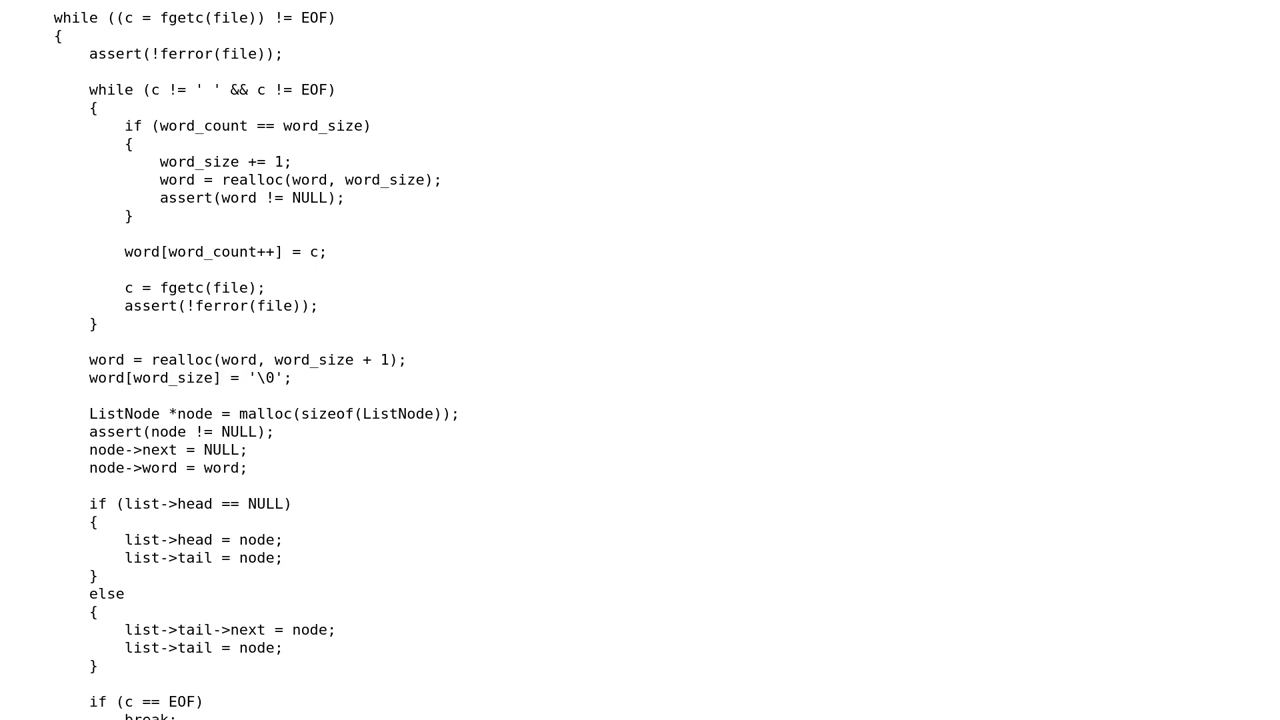 while ((c = fgetc(file)) != EOF)
{
assert(!ferror(file));
while (c != ' ' && c != EOF)
{
if (word_count == word_size)
{
word_size += 1;
word = realloc(word, word_size);
assert(word != NULL);
}
word[word_count++] = c;
c = fgetc(file);
assert(!ferror(file));
}
word = realloc(word, word_size + 1);
word[word_size] = '\0';
ListNode *node = malloc(sizeof(ListNode));
assert(node != NULL);
node->next = NULL;
node->word = word;
if (list->head == NULL)
{
list->head = node;
list->tail = node;
}
else
{
list->tail->next = node;
list->tail = node;
}
if (c == EOF)
break;